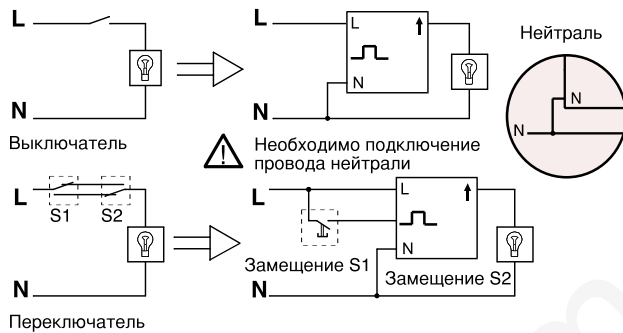 L
N
Выключатель
L
L
N
N
Необходимо подключение
провода нейтрали
Нейтраль
N
N
L
S1 S2
N
Переключатель
L
L
N
Замещение S1
Замещение S2
N